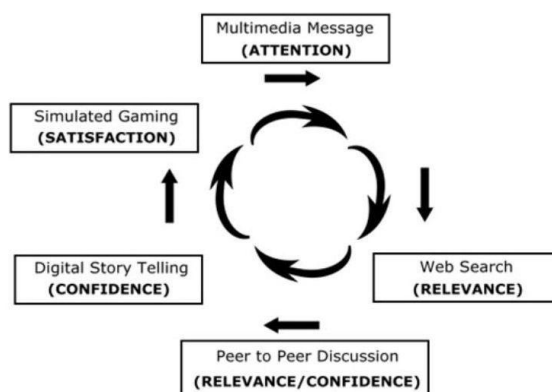 Multimedia Message
(ATTENTION)
Simulated Gaming
(SATISFACTION)
Digital Story Telling
(CONFIDENCE)
Web Search
(RELEVANCE)
Peer to Peer Discussion
(RELEVANCE/CONFIDENCE)